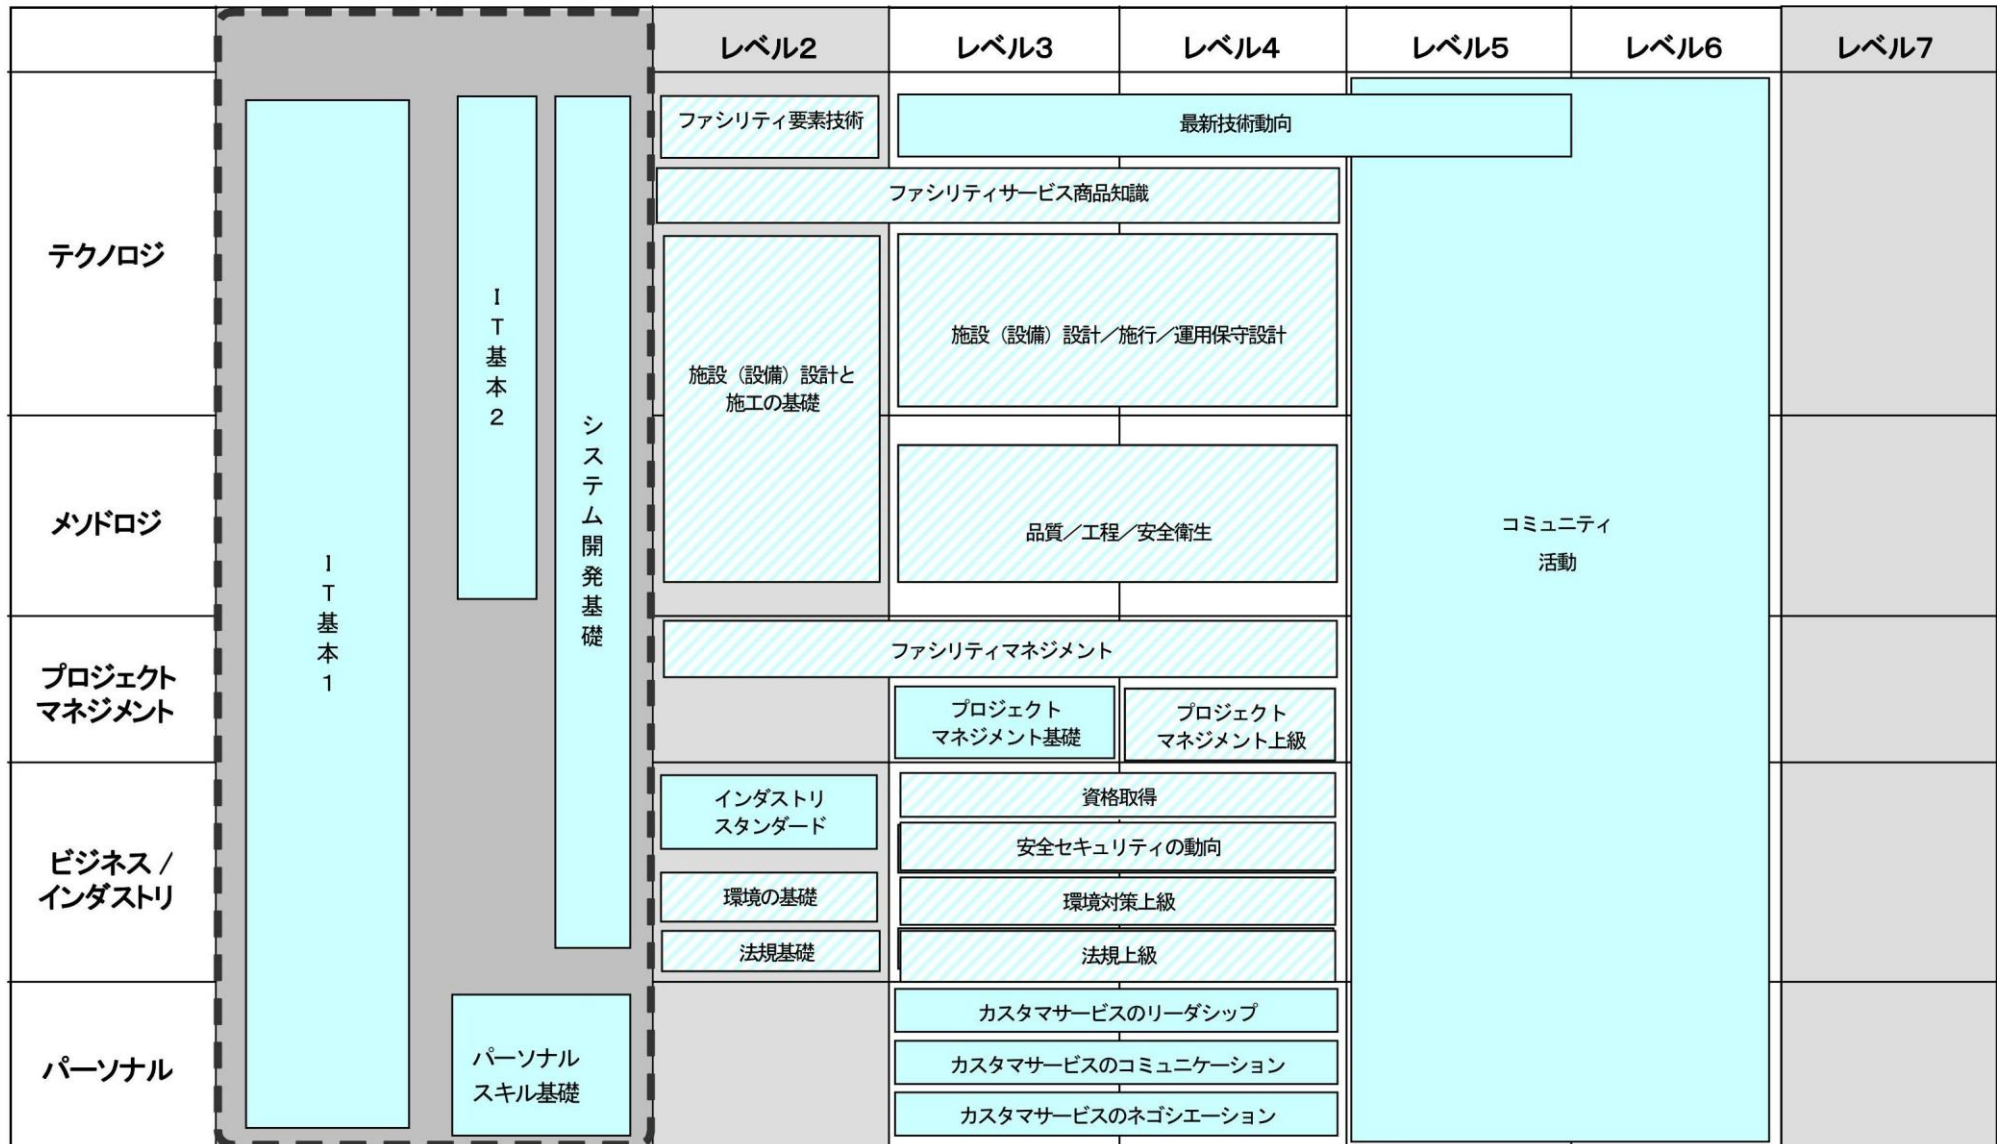 レベル2
レベル3
レベル4
レベル5
レベル6
レベル7
テクノロジ
メソドロジ
プロジェクト
マネジメント
ビジネス /
インダストリ
パーソナル
IT基本1
IT基本2
システム開発基礎
パーソナル
スキル基礎
ファシリティ要素技術
最新技術動向
ファシリティサービス商品知識
施設（設備）設計と
施工の基礎
施設（設備）設計／施行／運用保守設計
品質／工程／安全衛生
コミュニティ
活動
ファシリティマネジメント
プロジェクト
マネジメント基礎
プロジェクト
マネジメント上級
インダストリ
スタンダード
資格取得
安全セキュリティの動向
環境の基礎
環境対策上級
法規基礎
法規上級
カスタマサービスのリーダシップ
カスタマサービスのコミュニケーション
カスタマサービスのネゴシエーション